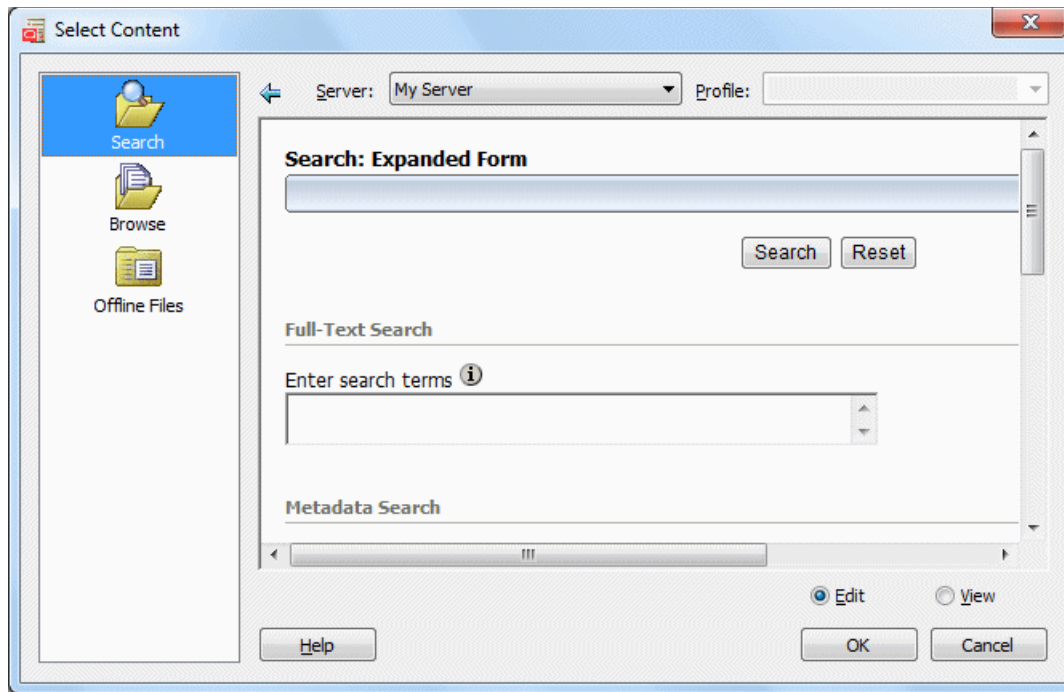 Select Content
Search
Browse
Offline Files
Server: My Server Profile:
Search: Expanded Form
Search Reset
Full-Text Search
Enter search terms
Metadata Search
Edit View
Help OK Cancel